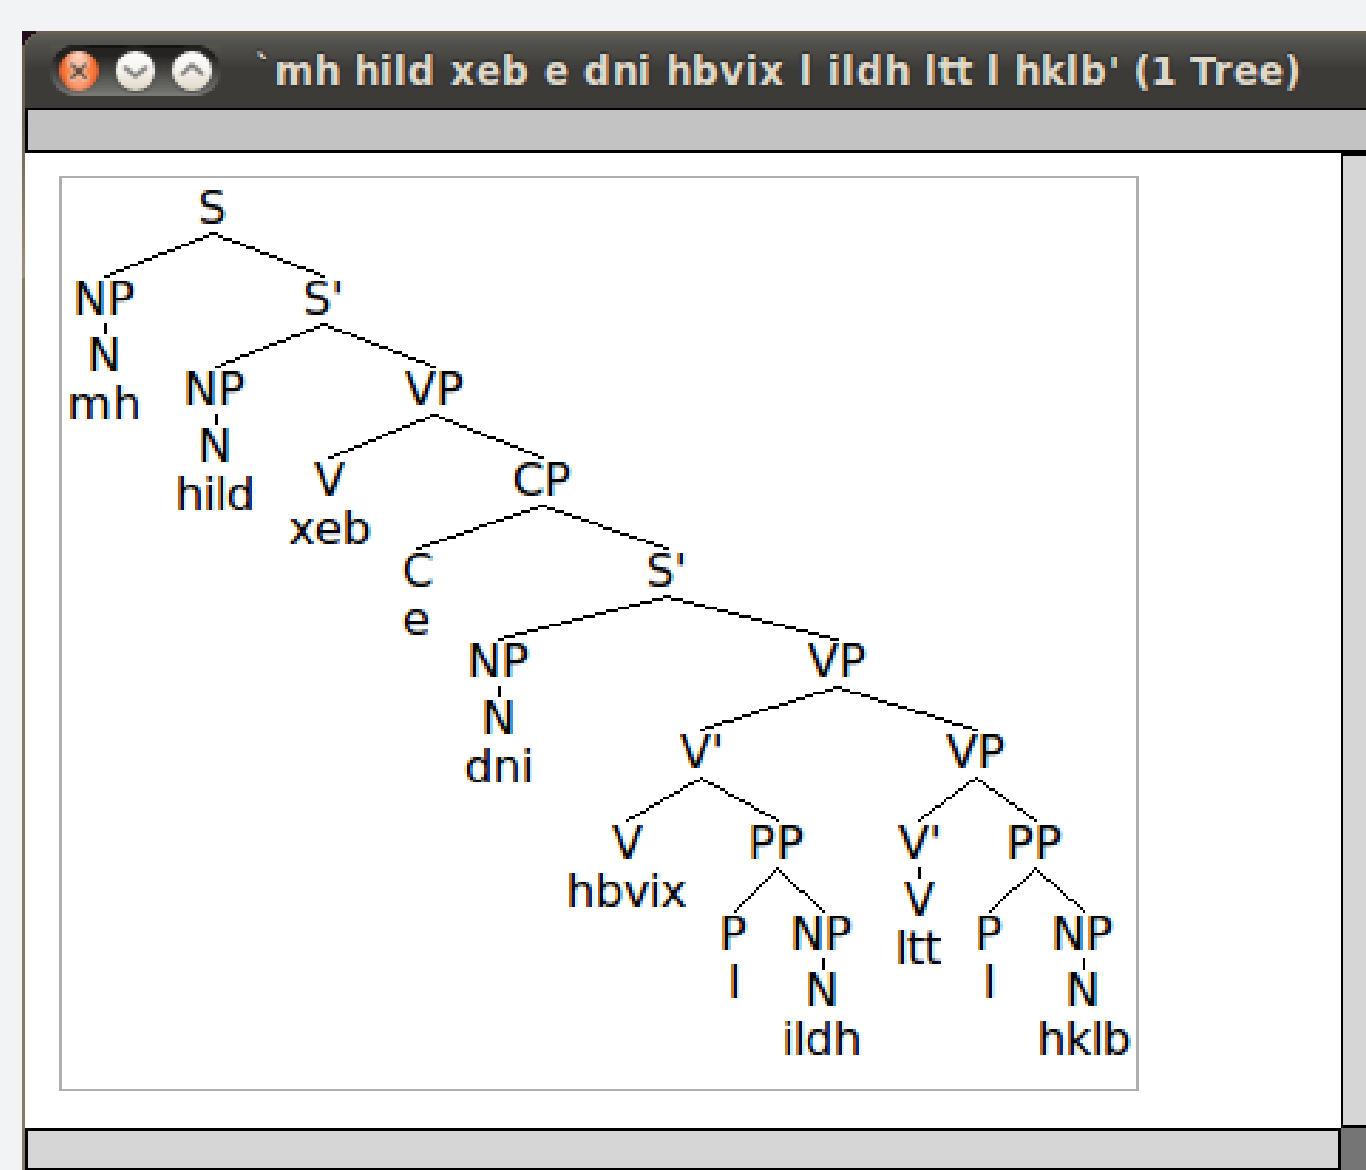 `mh hild xeb e dni hbvix l ildh ltt l hklb' (1 Tree)
S
NP S'
N
mh
NP VP
N
hild
V CP
xeb
C S'
e
NP VP
N
dni
V' VP
V PP V' PP
hbvix
V
ltt
P NP P NP
l N l N
ildh hklb